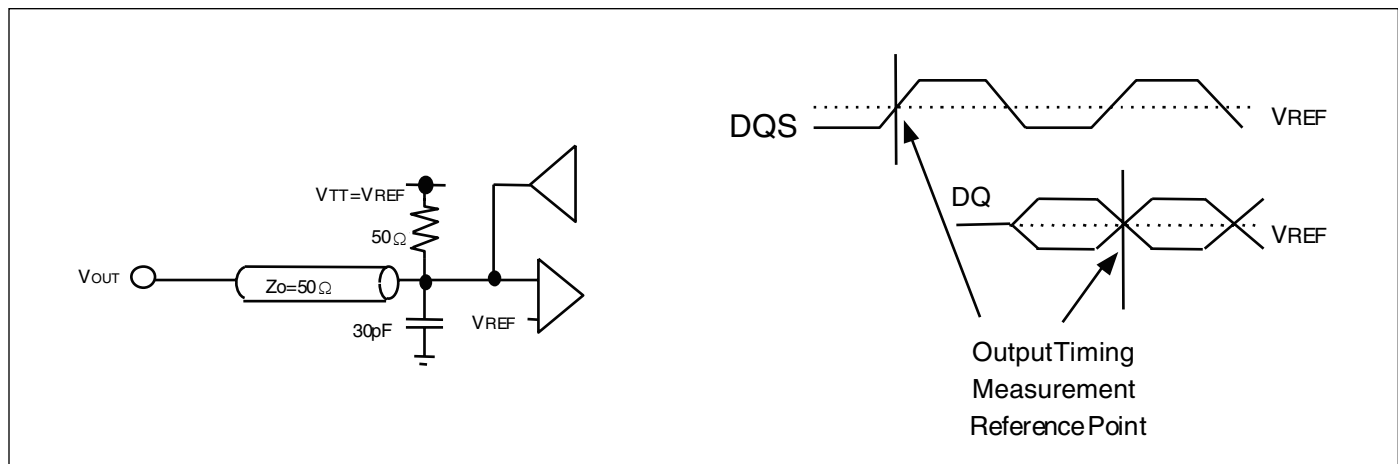 VTT=VREF
50Ω
VOUT
Zo=50Ω
30pF
VREF
DQS
VREF
DQ
VREF
OutputTiming
Measurement
ReferencePoint